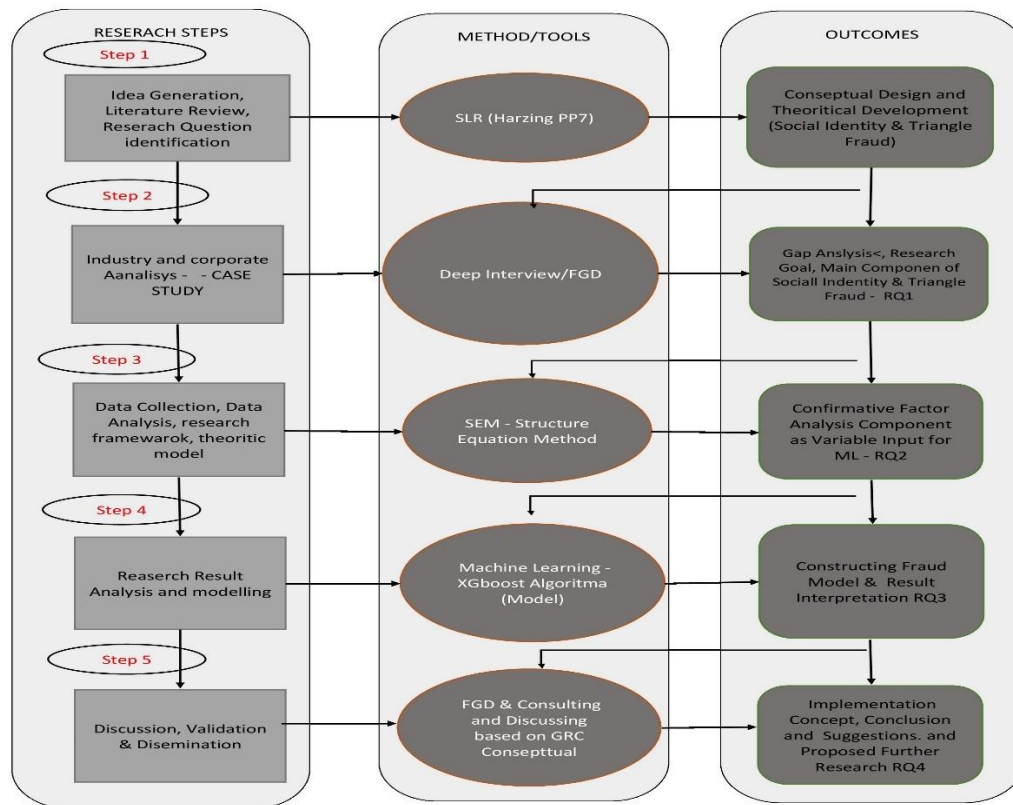 RESERACH STEPS
METHOD/TOOLS
OUTCOMES
Step 1
Idea Generation,
Literature Review,
Reserach Question
identification
SLR (Harzing PP7)
Conseptual Design and
Theoritical Development
(Social Identity & Triangle
Fraud)
Step 2
Industry and corporate
Aanalisys - - CASE
STUDY
Deep Interview/FGD
Gap Anslysis<, Research
Goal, Main Componen of
Sociall Indentity & Triangle
Fraud - RQ1
Step 3
Data Collection, Data
Analysis, research
framewarok, theoritic
model
SEM - Structure
Equation Method
Confirmative Factor
Analysis Component
as Variable Input for
ML - RQ2
Step 4
Reaserch Result
Analysis and modelling
Machine Learning -
XGboost Algoritma
(Model)
Constructing Fraud
Model & Result
Interpretation RQ3
Step 5
Discussion, Validation
& Disemination
FGD & Consulting
and Discussing
based on GRC
Consepttual
Implementation
Concept, Conclusion
and Suggestions. and
Proposed Further
Research RQ4